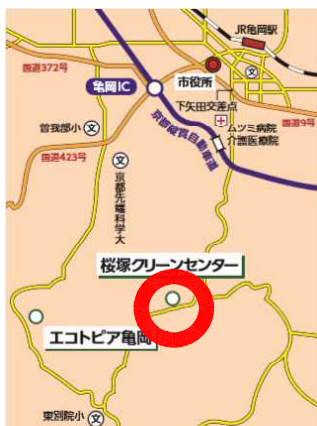 JR亀岡駅
国道372号
市役所
亀岡IC
下矢田交差点
国道9号
曽我部小
文
文
ムツミ病院
介護医療院
京都縦貫自動車道
国道423号
文
京都先端科学大
桜塚クリーンセンター
エコトピア亀岡
東別院小
文